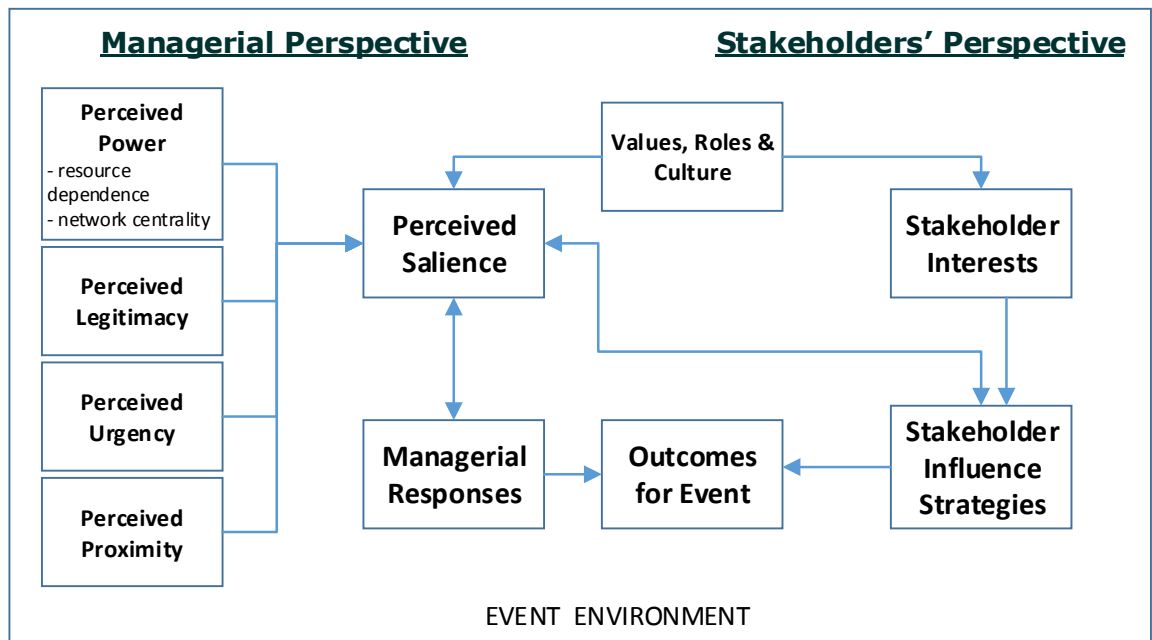 Managerial Perspective
Stakeholders’ Perspective
Perceived
Power
- resource
dependence
- network centrality
Perceived
Legitimacy
Perceived
Urgency
Perceived
Proximity
Perceived
Salience
Managerial
Responses
Values, Roles &
Culture
Outcomes
for Event
Stakeholder
Interests
Stakeholder
Influence
Strategies
EVENT ENVIRONMENT